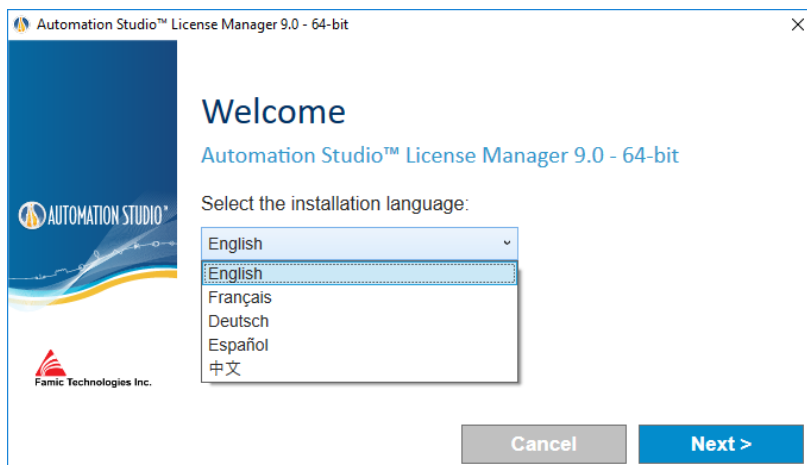 Automation Studio™ License Manager 9.0 - 64-bit
Welcome
Automation Studio™ License Manager 9.0 - 64-bit
AUTOMATION STUDIO™
Select the installation language:
English
English
Français
Deutsch
Español
中文
Famic Technologies Inc.
Cancel
Next >